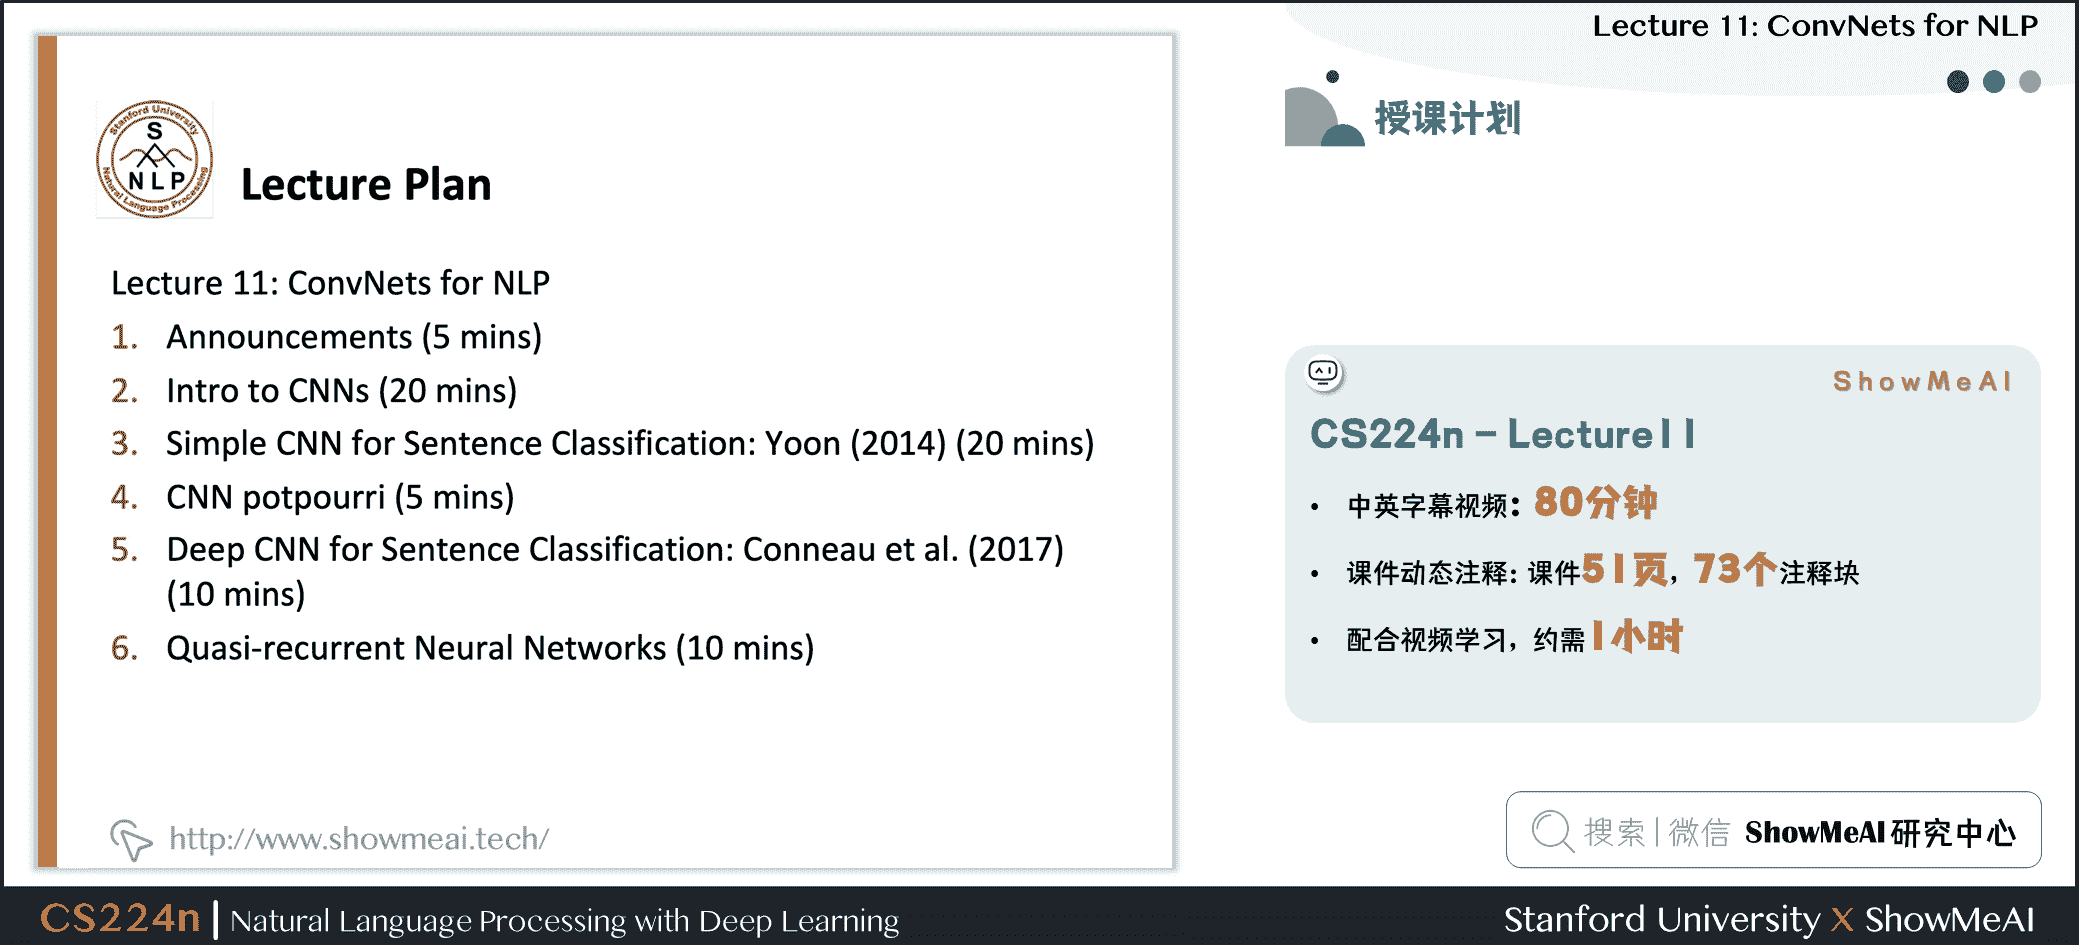 Lecture 11: ConvNets for NLP
Stanford University
S
NLP
Natural Language Processing
Lecture Plan
Lecture 11: ConvNets for NLP
1. Announcements (5 mins)
2. Intro to CNNs (20 mins)
3. Simple CNN for Sentence Classification: Yoon (2014) (20 mins)
4. CNN potpourri (5 mins)
5. Deep CNN for Sentence Classification: Conneau et al. (2017)
(10 mins)
6. Quasi-recurrent Neural Networks (10 mins)
http://www.showmeai.tech/
授课计划
ShowMeAI
CS224n – Lecture11
• 中英字幕视频：80分钟
• 课件动态注释: 课件51页，73个注释块
• 配合视频学习，约需1小时
搜索|微信 ShowMeAI研究中心
CS224n | Natural Language Processing with Deep Learning
Stanford University X ShowMeAI